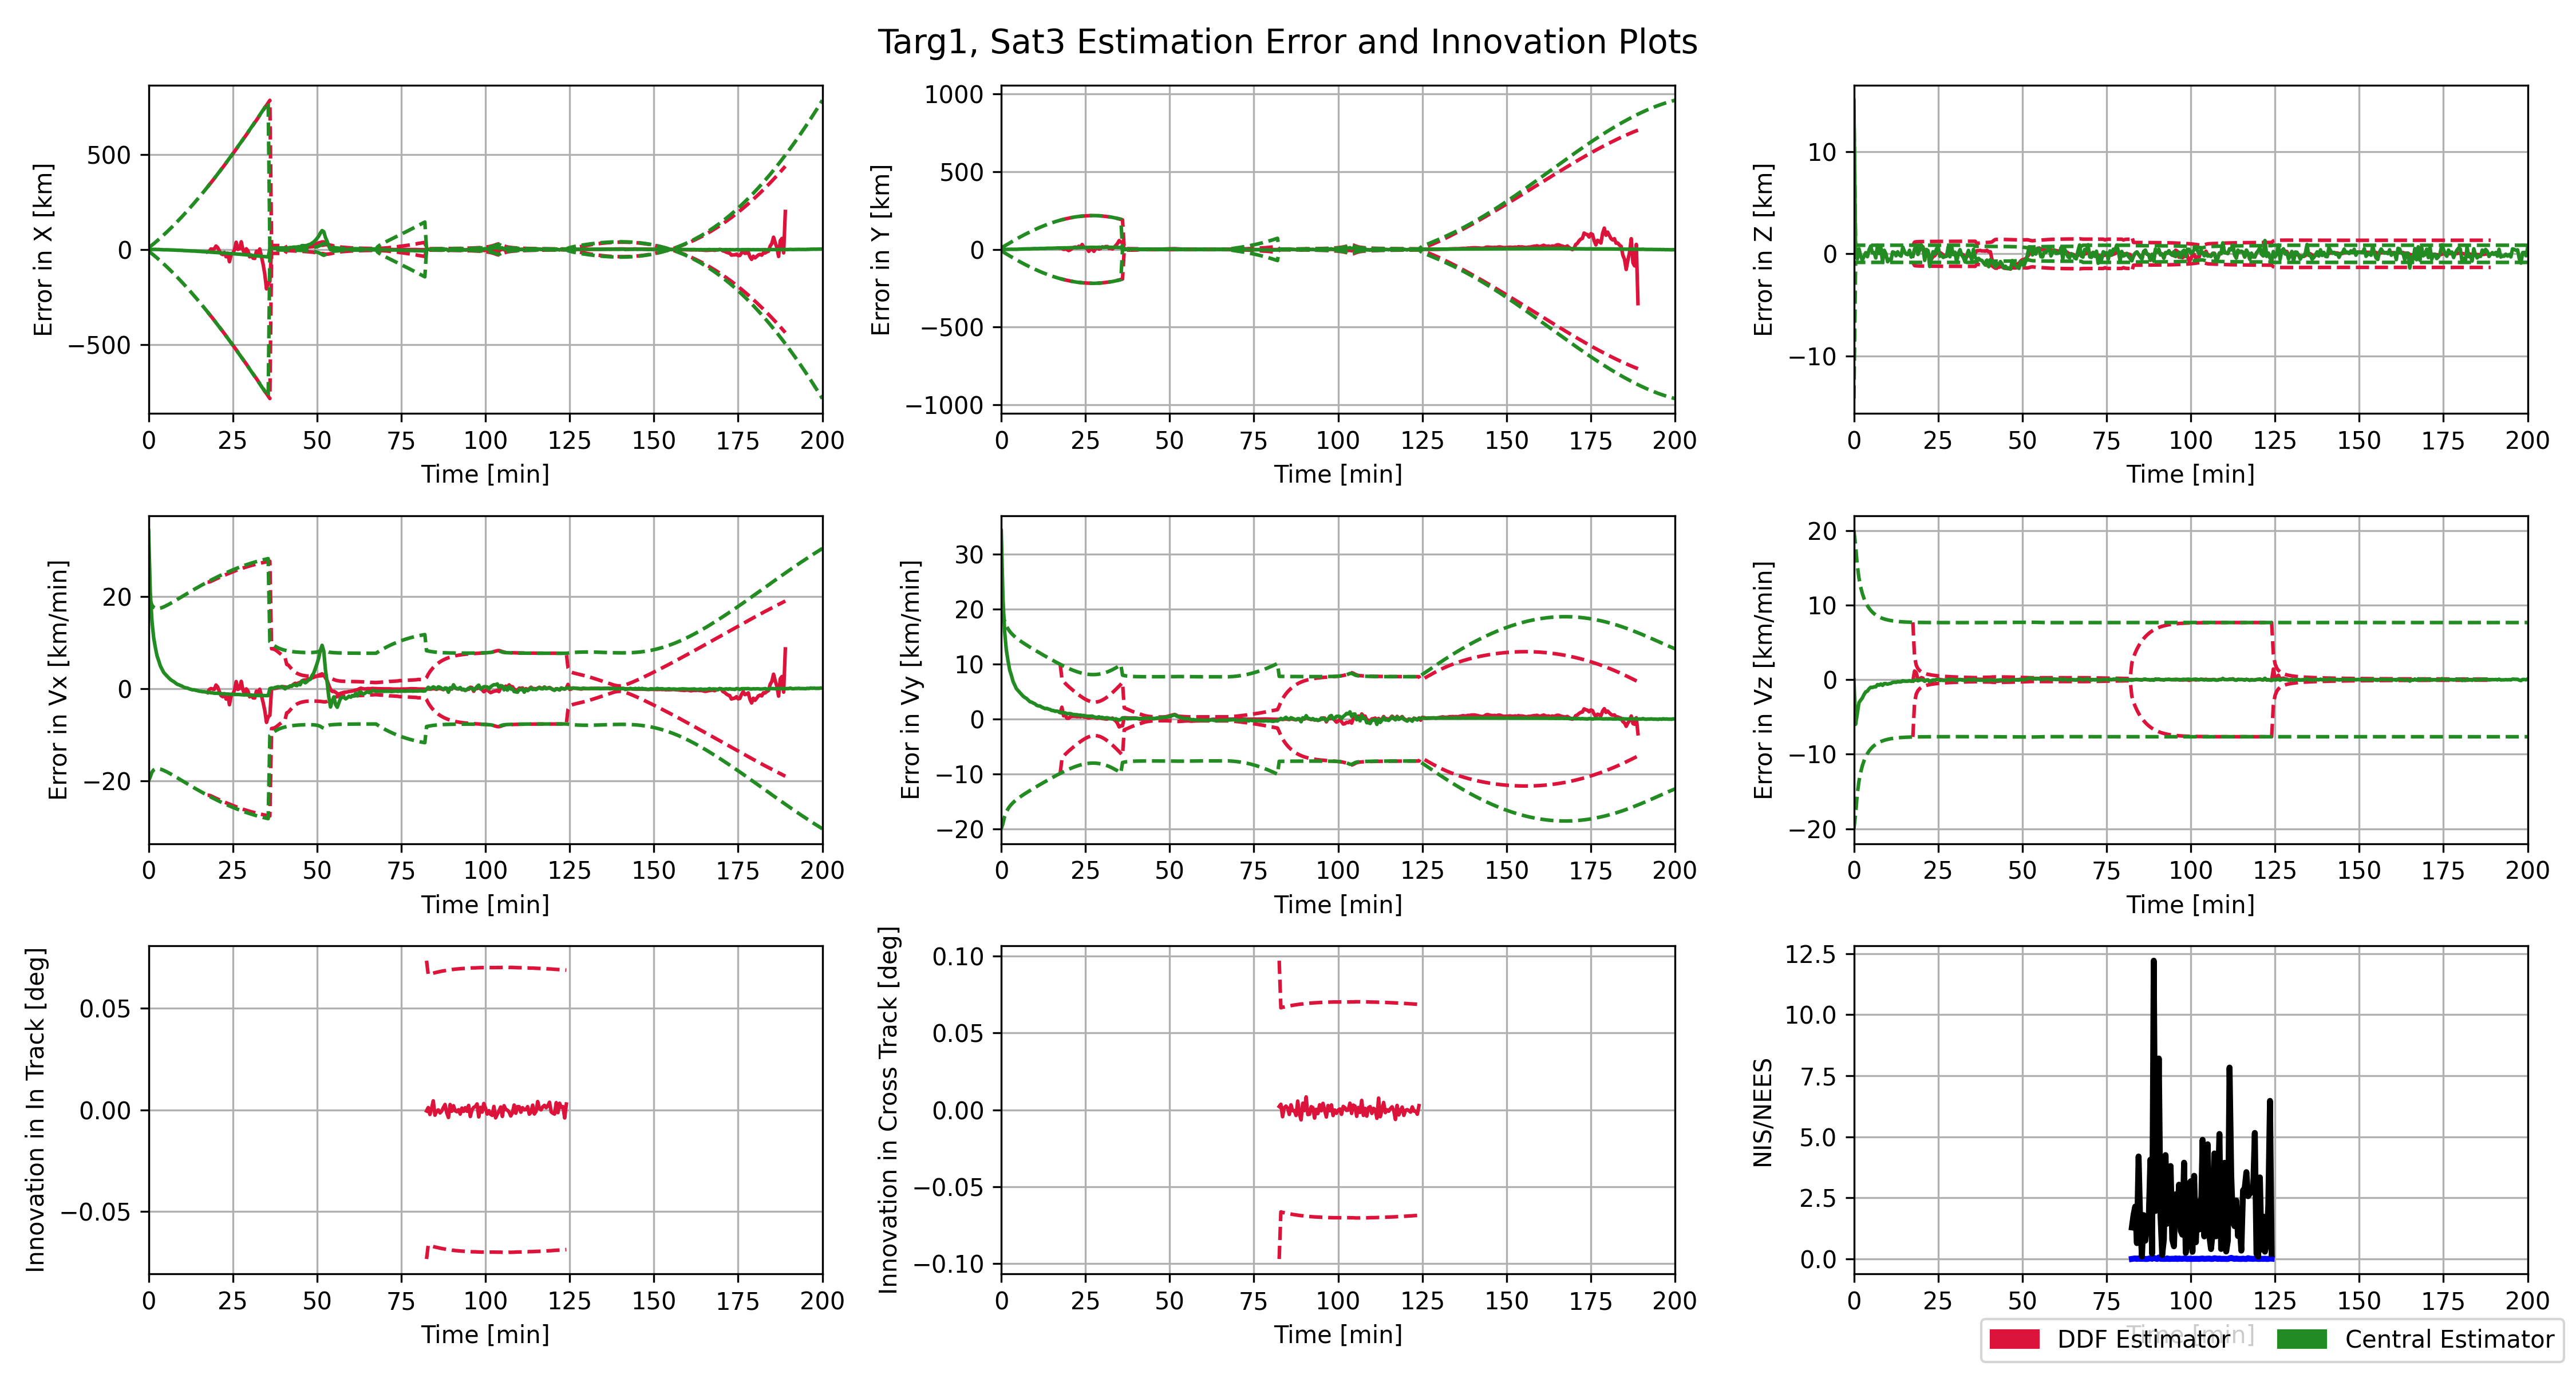 Targ1, Sat3 Estimation Error and Innovation Plots
Error in X [km]
500
0
−500
0 25 50 75 100 125 150 175 200
Time [min]
Error in Y [km]
1000
500
0
−500
−1000
0 25 50 75 100 125 150 175 200
Time [min]
Error in Z [km]
10
0
−10
0 25 50 75 100 125 150 175 200
Time [min]
Error in Vx [km/min]
20
0
−20
0 25 50 75 100 125 150 175 200
Time [min]
Error in Vy [km/min]
30
20
10
0
−10
−20
0 25 50 75 100 125 150 175 200
Time [min]
Error in Vz [km/min]
20
10
0
−10
−20
0 25 50 75 100 125 150 175 200
Time [min]
Innovation in In Track [deg]
0.05
0.00
−0.05
0 25 50 75 100 125 150 175 200
Time [min]
Innovation in Cross Track [deg]
0.10
0.05
0.00
−0.05
−0.10
0 25 50 75 100 125 150 175 200
Time [min]
NIS/NEES
12.5
10.0
7.5
5.0
2.5
0.0
0 25 50 75 100 125 150 175 200
Time [min]
DDF Estimator
Central Estimator